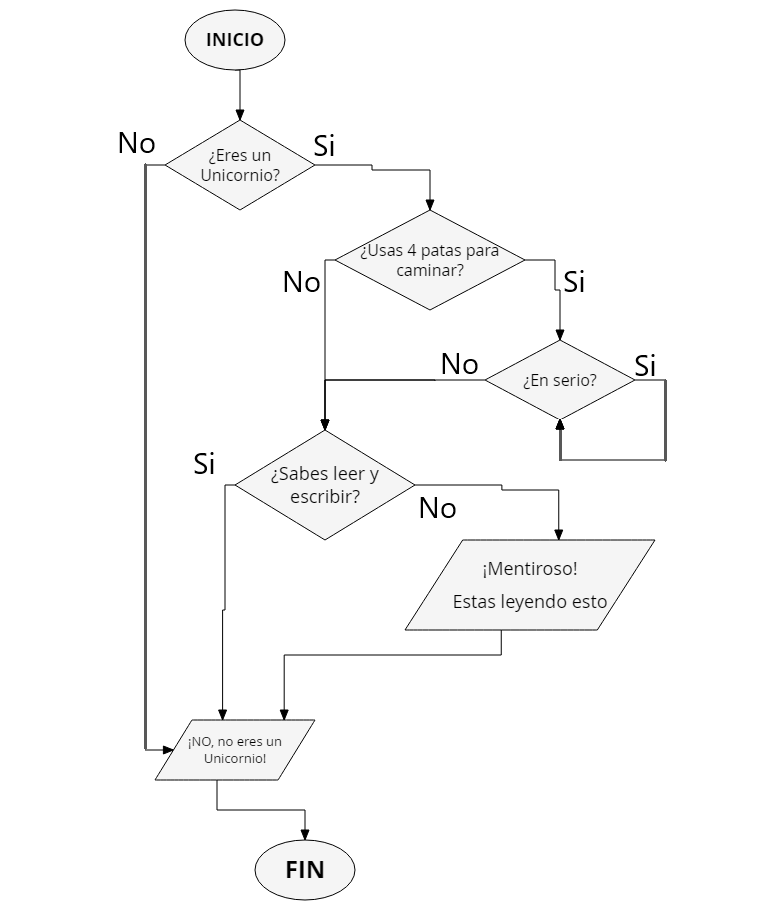 INICIO
No
Si
¿Eres un
Unicornio?
¿Usas 4 patas para
caminar?
No
Si
No
Si
¿En serio?
Si
¿Sabes leer y
escribir?
No
¡Mentiroso!
Estas leyendo esto
¡NO, no eres un
Unicornio!
FIN